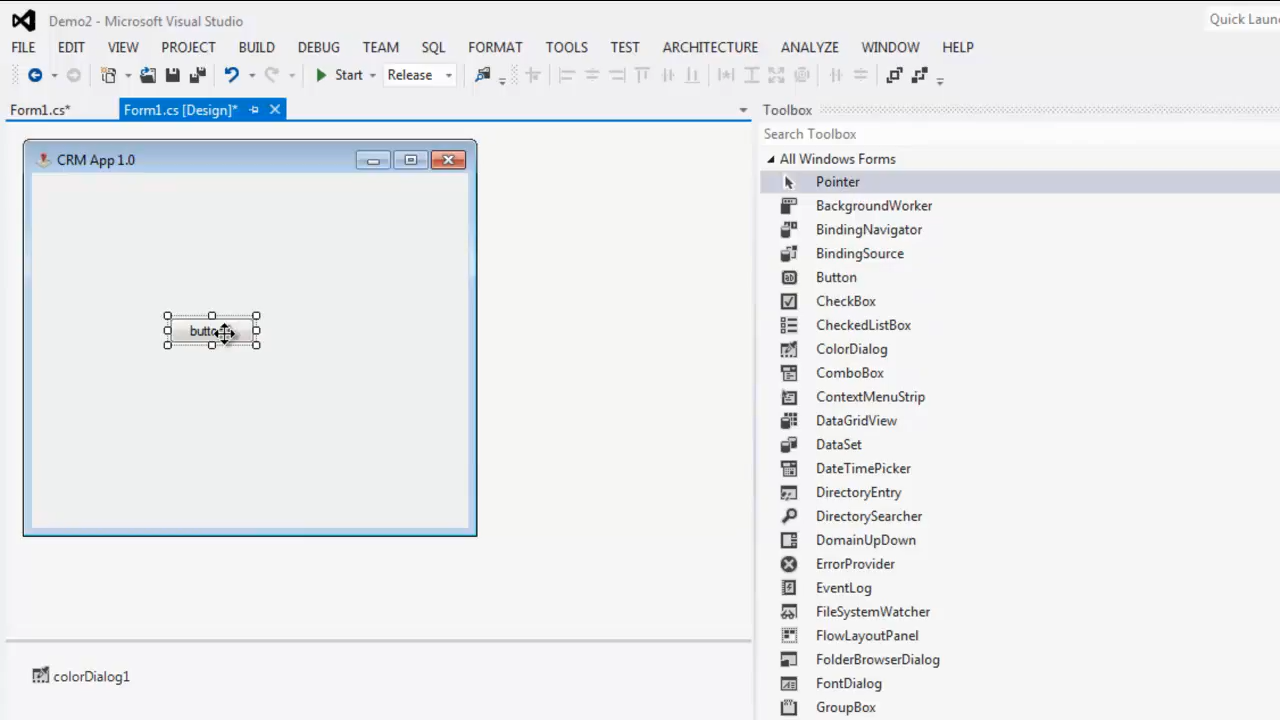 Demo2 - Microsoft Visual Studio
Quick Laun
FILE EDIT VIEW PROJECT BUILD DEBUG TEAM SQL FORMAT TOOLS TEST ARCHITECTURE ANALYZE WINDOW HELP
Start Release
Form1.cs* Form1.cs [Design]*
Toolbox
Search Toolbox
CRM App 1.0
All Windows Forms
Pointer
BackgroundWorker
BindingNavigator
BindingSource
Button
CheckBox
CheckedListBox
ColorDialog
ComboBox
ContextMenuStrip
DataGridView
DataSet
DateTimePicker
DirectoryEntry
DirectorySearcher
DomainUpDown
ErrorProvider
EventLog
FileSystemWatcher
FlowLayoutPanel
FolderBrowserDialog
FontDialog
GroupBox
colorDialog1